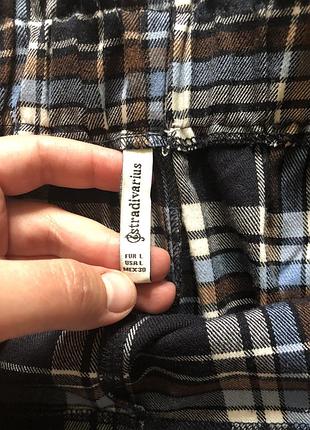 Stradivarius
EUR L
USA L
MEX 30